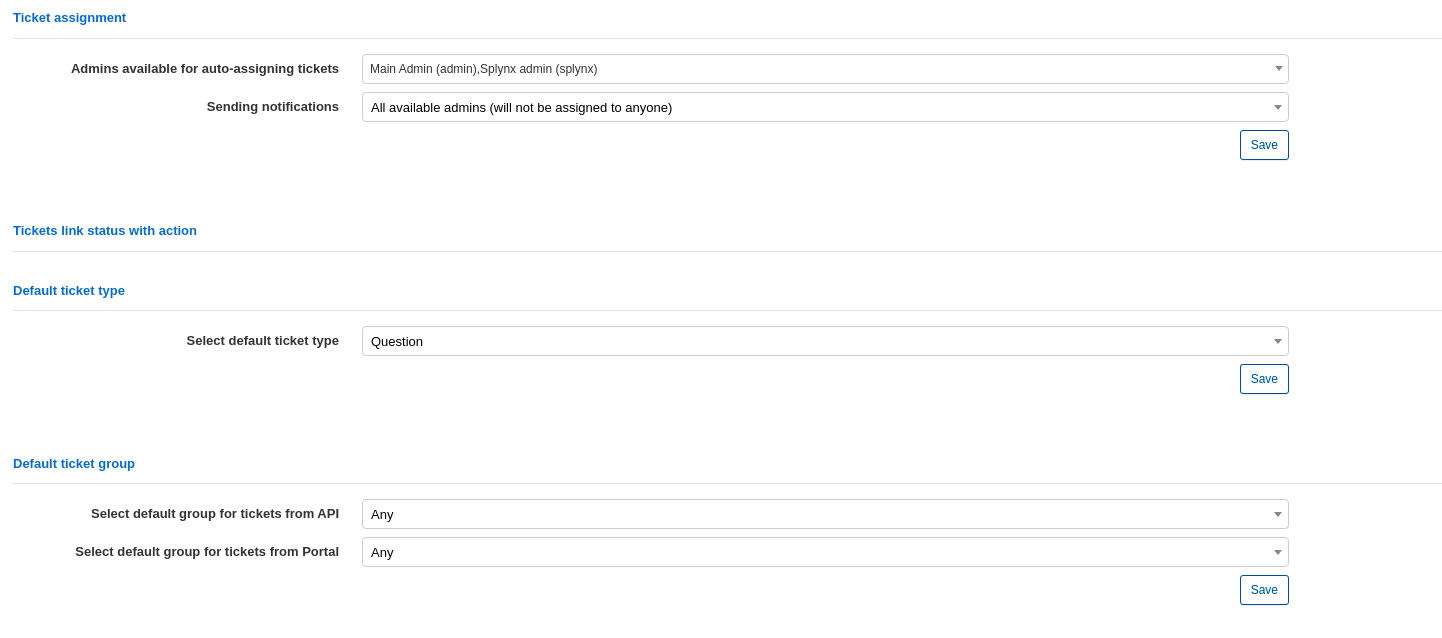 Ticket assignment
Admins available for auto-assigning tickets
Main Admin (admin),Splynx admin (splynx)
Sending notifications
All available admins (will not be assigned to anyone)
Save
Tickets link status with action
Default ticket type
Select default ticket type
Question
Save
Default ticket group
Select default group for tickets from API
Any
Select default group for tickets from Portal
Any
Save